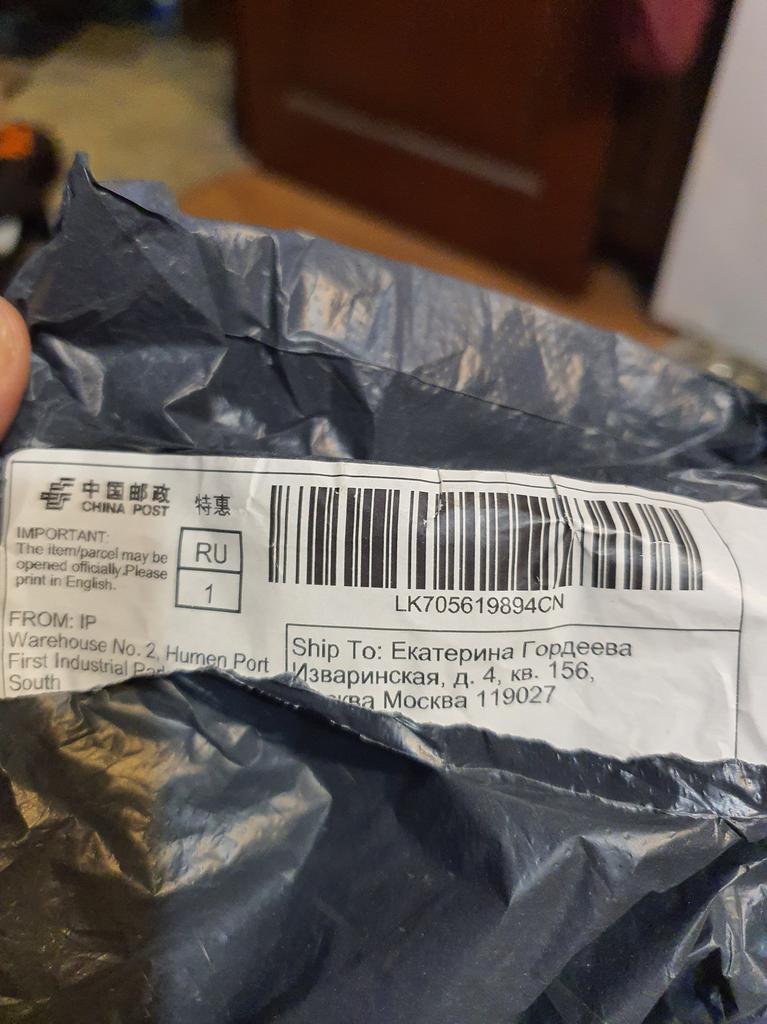 中国邮政
CHINA POST
特惠
IMPORTANT:
The item/parcel may be
opened officially.Please
print in English.
RU
1
LK705619894CN
FROM: IP
Warehouse No. 2, Humen Port
First Industrial
South
Ship To: Екатерина Гордеева
Изваринская, д. 4, кв. 156,
Москва 119027